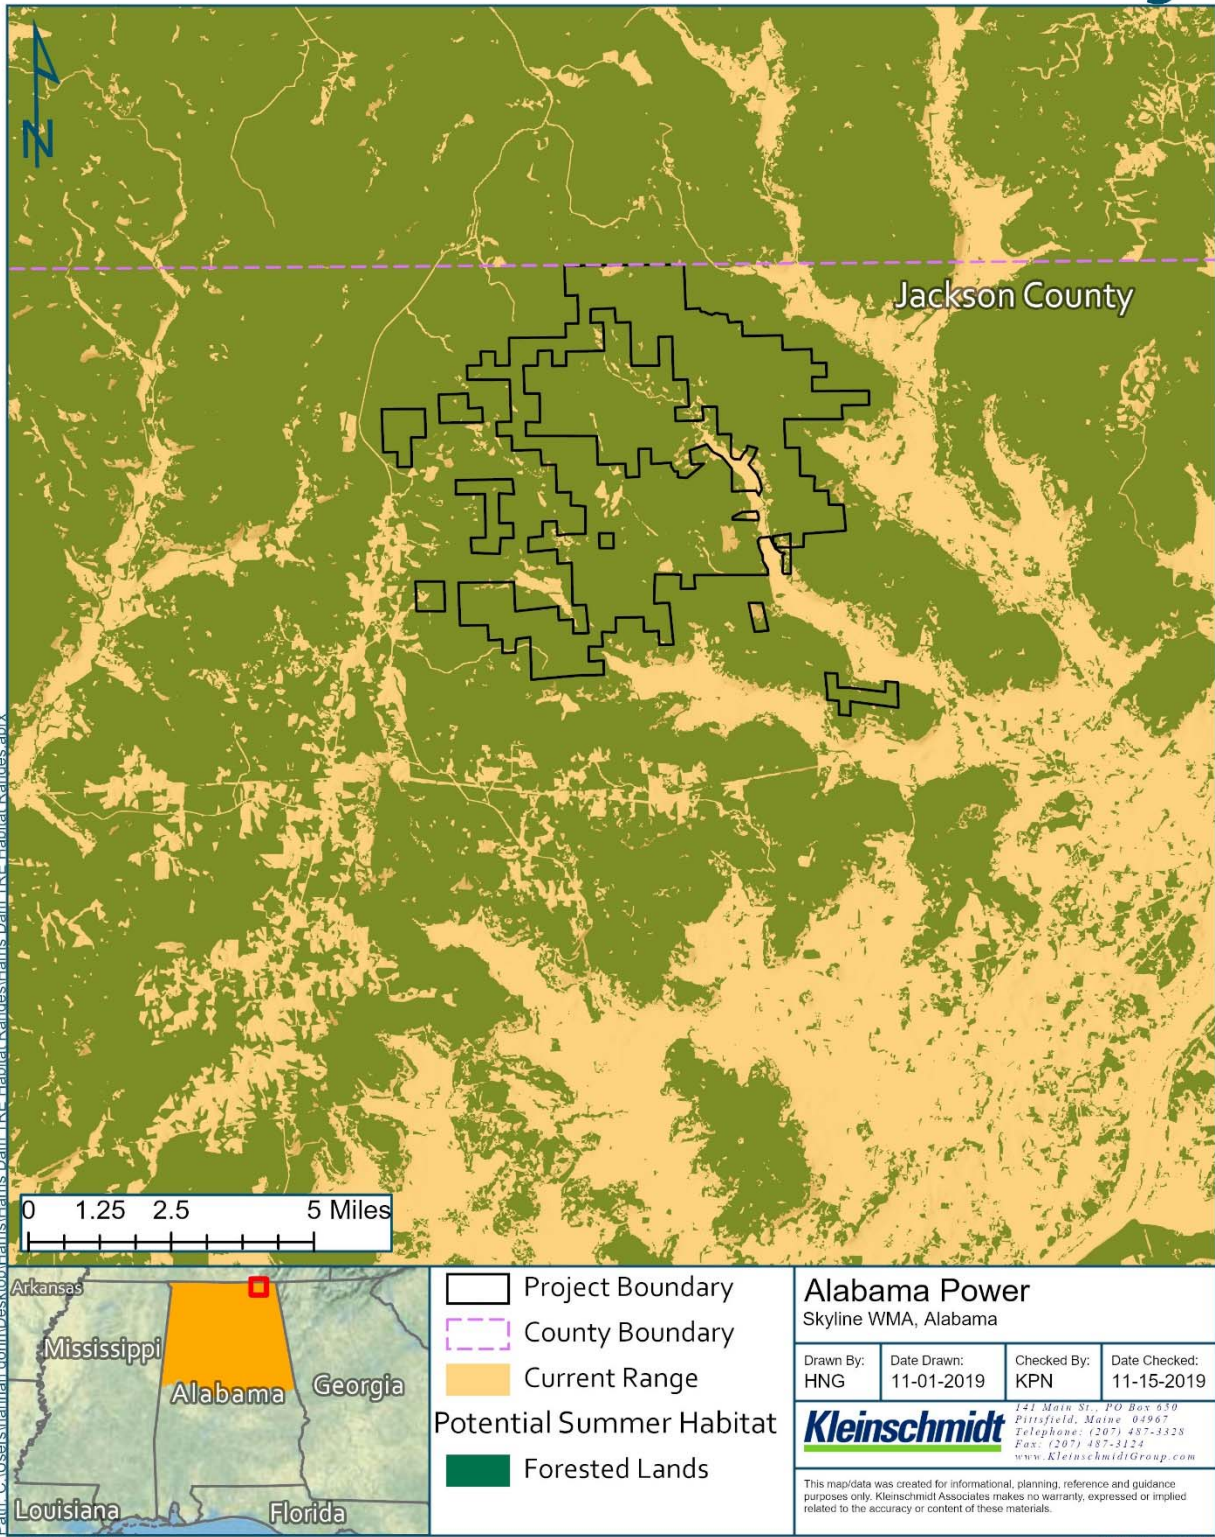 N
Jackson County
0 1.25 2.5 5 Miles
Arkansas
Mississippi
Alabama
Georgia
Louisiana
Florida
Project Boundary
County Boundary
Current Range
Potential Summer Habitat
Forested Lands
Alabama Power
Skyline WMA, Alabama
Drawn By:
HNG
Date Drawn:
11-01-2019
Checked By:
KPN
Date Checked:
11-15-2019
Kleinschmidt
141 Main St., PO Box 650
Pittsfield, Maine 04967
Telephone: (207) 487-3328
Fax: (207) 487-3124
www.KleinschmidtGroup.com
This map/data was created for informational, planning, reference and guidance
purposes only. Kleinschmidt Associates makes no warranty, expressed or implied
related to the accuracy or content of these materials.